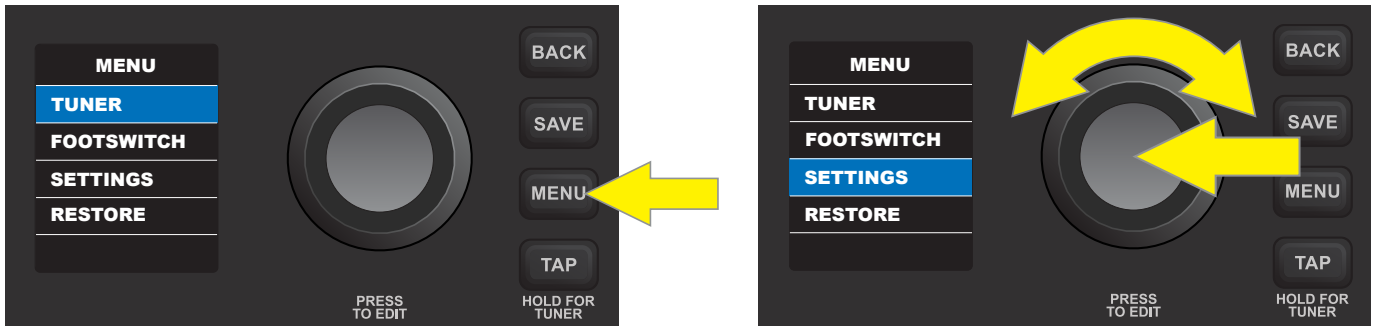 MENU
TUNER
FOOTSWITCH
SETTINGS
RESTORE
BACK
SAVE
MENU
TAP
PRESS
TO EDIT
HOLD FOR
TUNER
MENU
TUNER
FOOTSWITCH
SETTINGS
RESTORE
BACK
SAVE
MENU
TAP
PRESS
TO EDIT
HOLD FOR
TUNER